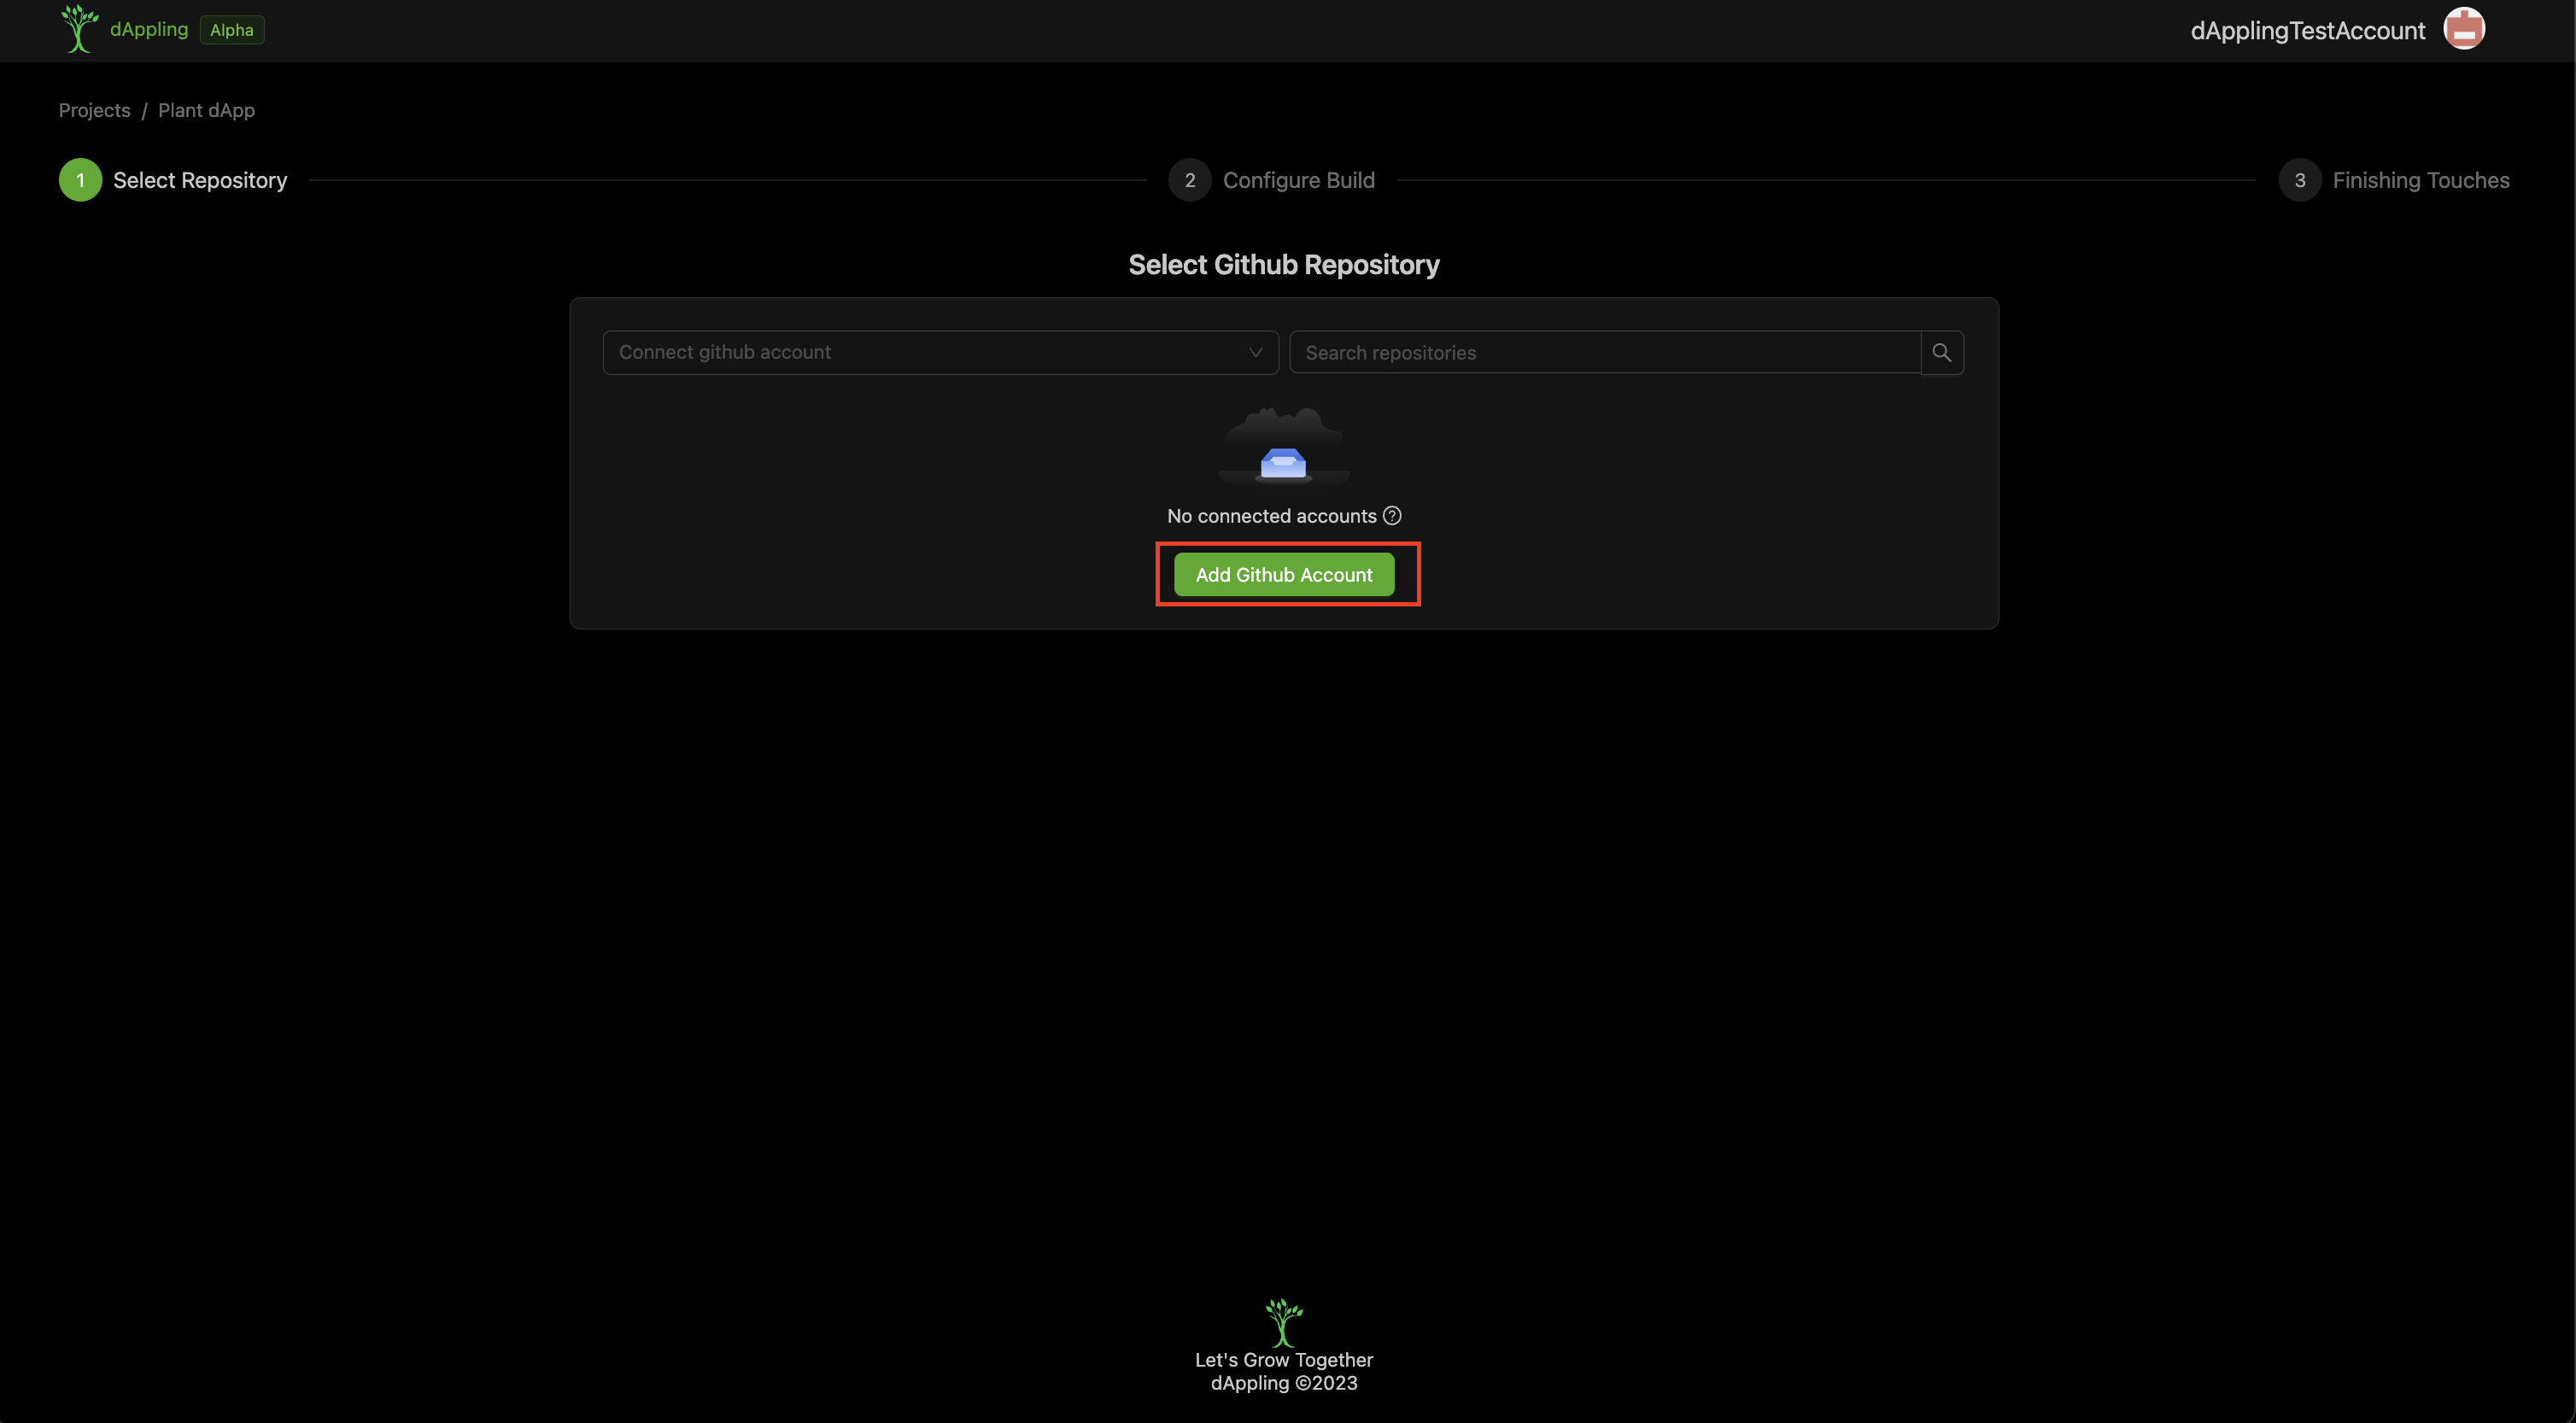 dAppling Alpha dApplingTestAccount
Projects / Plant dApp
1 Select Repository 2 Configure Build 3 Finishing Touches
Select Github Repository
Connect github account Search repositories
No connected accounts ?
Add Github Account
Let's Grow Together
dAppling ©2023